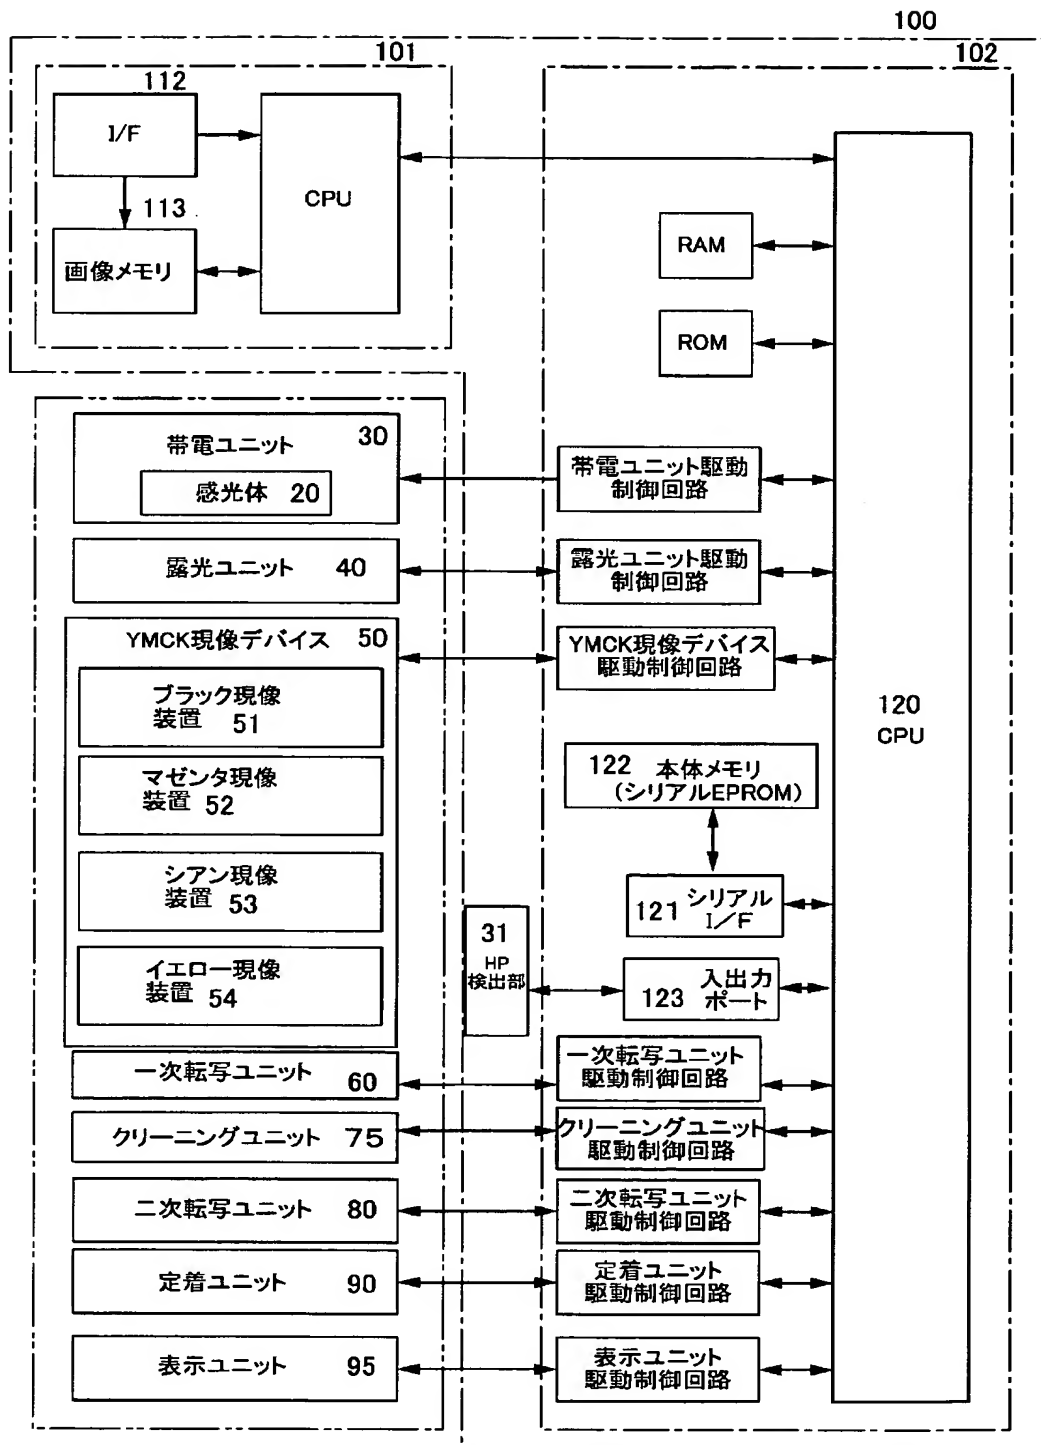 100
101
102
112
I/F
CPU
113
画像メモリ
RAM
ROM
帯電ユニット 30
感光体 20
帯電ユニット駆動
制御回路
露光ユニット 40
露光ユニット駆動
制御回路
YMCK現像デバイス 50
YMCK現像デバイス
駆動制御回路
ブラック現像
装置 51
マゼンタ現像
装置 52
シアン現像
装置 53
イエロー現像
装置 54
120
CPU
122 本体メモリ
(シリアルEPROM)
121 シリアル
I/F
31
HP
検出部
123 入出力
ポート
一次転写ユニット 60
一次転写ユニット
駆動制御回路
クリーニングユニット 75
クリーニングユニット
駆動制御回路
二次転写ユニット 80
二次転写ユニット
駆動制御回路
定着ユニット 90
定着ユニット
駆動制御回路
表示ユニット 95
表示ユニット
駆動制御回路